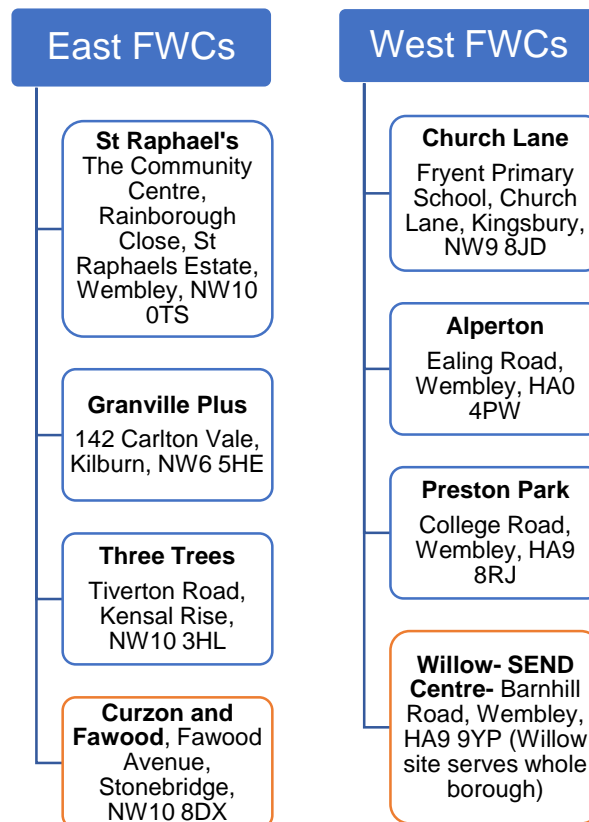 East FWCs
St Raphael's
The Community
Centre,
Rainborough
Close, St
Raphaels Estate,
Wembley, NW10
0TS
Granville Plus
142 Carlton Vale,
Kilburn, NW6 5HE
Three Trees
Tiverton Road,
Kensal Rise,
NW10 3HL
Curzon and
Fawood, Fawood
Avenue,
Stonebridge,
NW10 8DX
West FWCs
Church Lane
Fryent Primary
School, Church
Lane, Kingsbury,
NW9 8JD
Alperton
Ealing Road,
Wembley, HA0
4PW
Preston Park
College Road,
Wembley, HA9
8RJ
Willow- SEND
Centre- Barnhill
Road, Wembley,
HA9 9YP (Willow
site serves whole
borough)